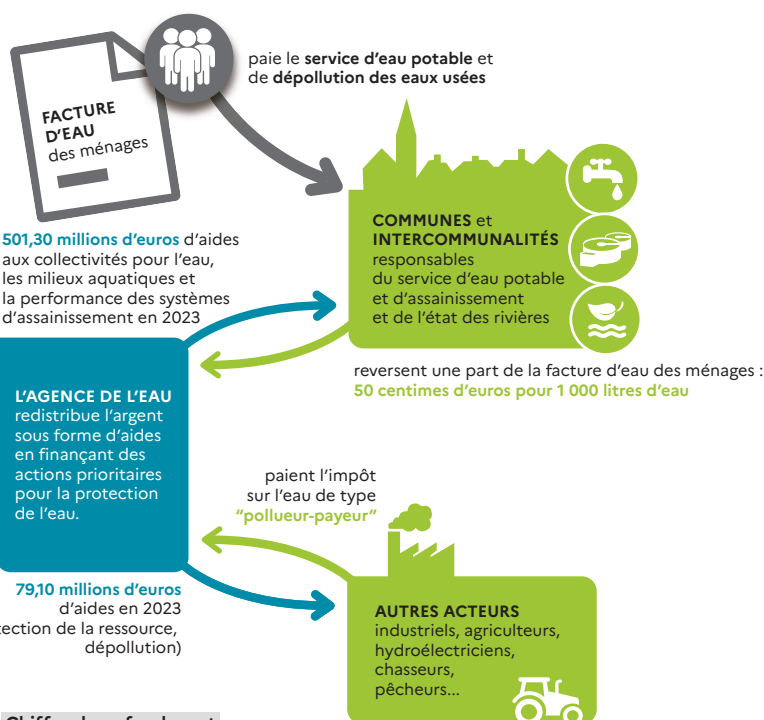 paie le service d'eau potable et
de dépollution des eaux usées
FACTURE
D'EAU
des ménages
501,30 millions d'euros d'aides
aux collectivités pour l'eau,
les milieux aquatiques et
la performance des systèmes
d'assainissement en 2023
COMMUNES et
INTERCOMMUNALITÉS
responsables
du service d'eau potable
et d'assainissement
et de l'état des rivières
reversent une part de la facture d'eau des ménages :
50 centimes d'euros pour 1 000 litres d'eau
L'AGENCE DE L'EAU
redistribue l'argent
sous forme d'aides
en finançant des
actions prioritaires
pour la protection
de l'eau.
paient l'impôt
sur l'eau de type
“pollueur-payeur”
79,10 millions d'euros
d'aides en 2023
ection de la ressource,
dépollution)
AUTRES ACTEURS
industriels, agriculteurs,
hydroélectriciens,
chasseurs,
pêcheurs...